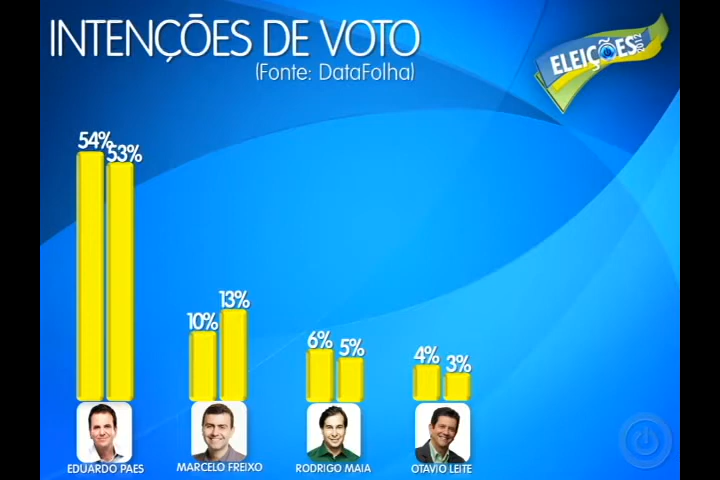 INTENÇÕES DE VOTO
(Fonte: DataFolha)
ELEIÇÕES 2012
54% 53%
10% 13%
6% 5%
4% 3%
EDUARDO PAES
MARCELO FREIXO
RODRIGO MAIA
OTAVIO LEITE